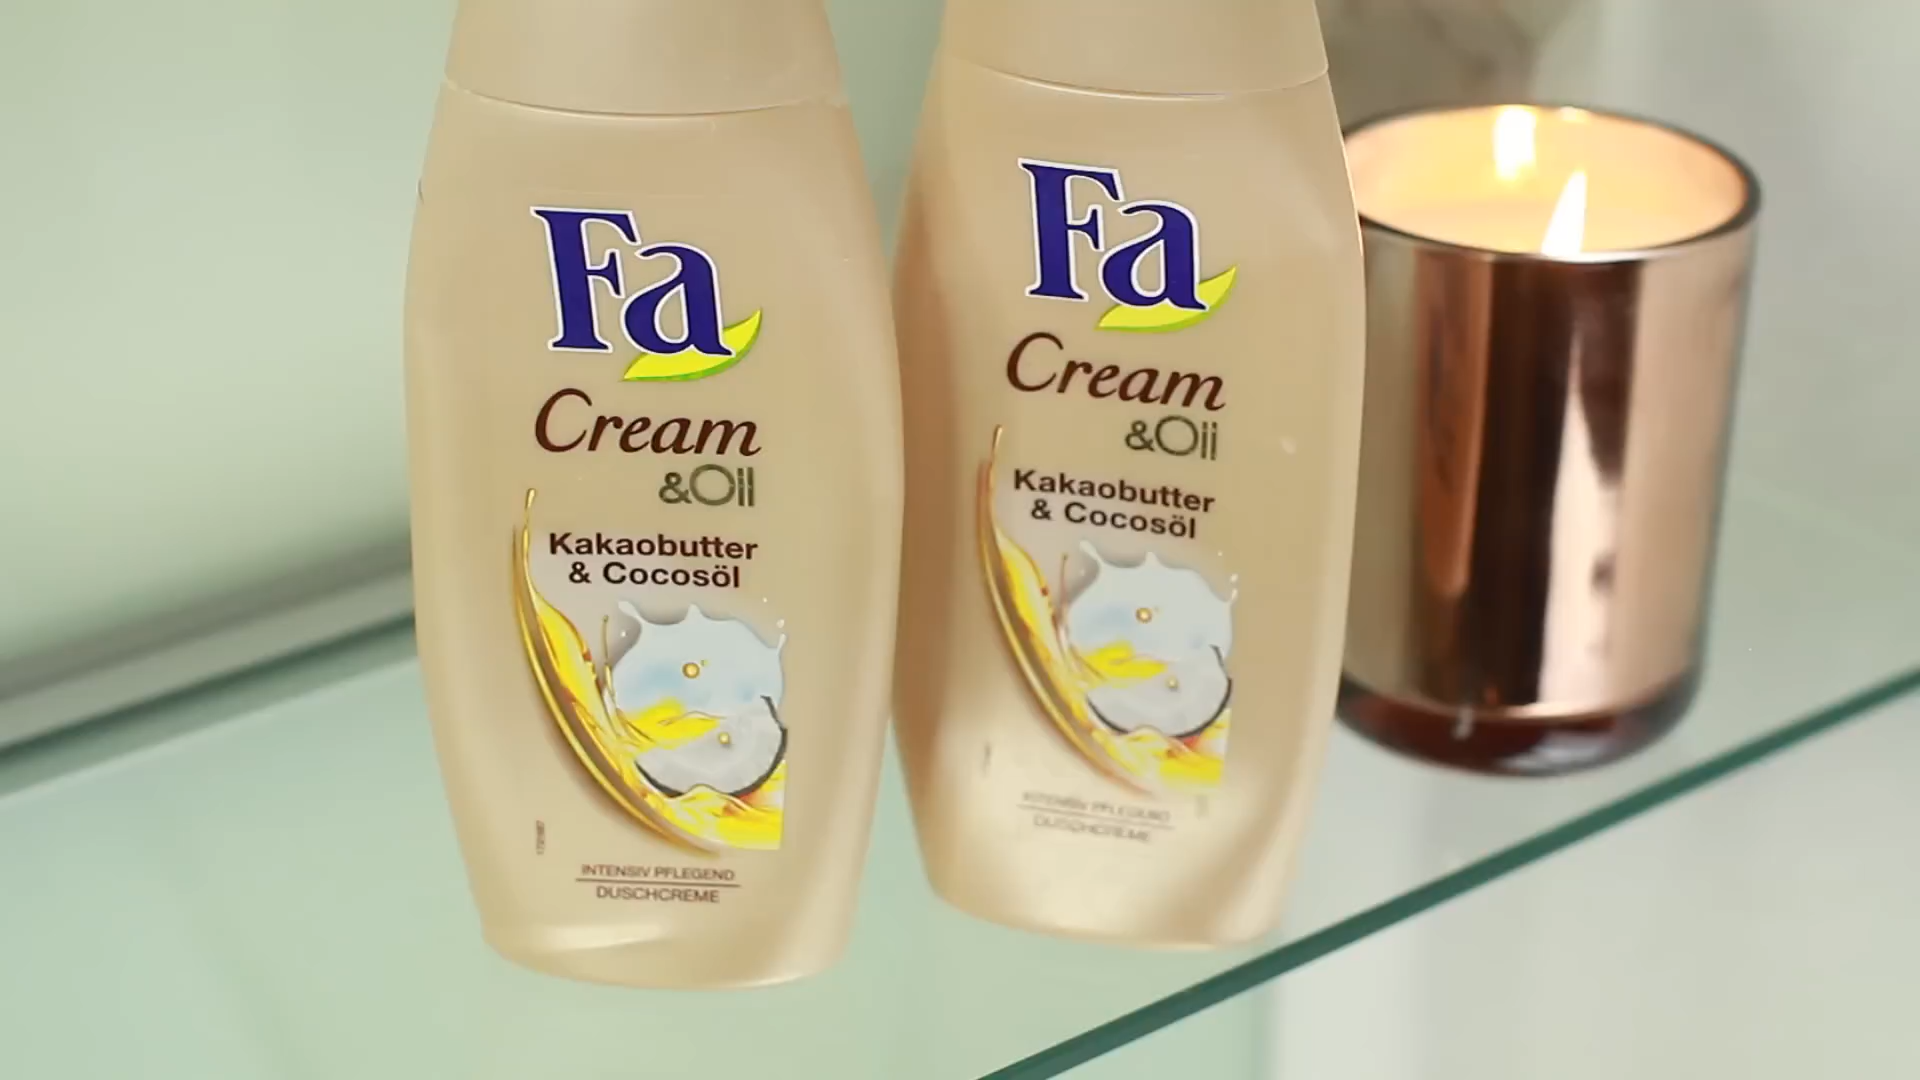 Fa
Cream
&Oil
Kakaobutter
& Cocosöl
INTENSIV PFLEGEND
DUSCHCREME
Fa
Cream
&Oil
Kakaobutter
& Cocosöl
INTENSIV PFLEGEND
DUSCHCREME